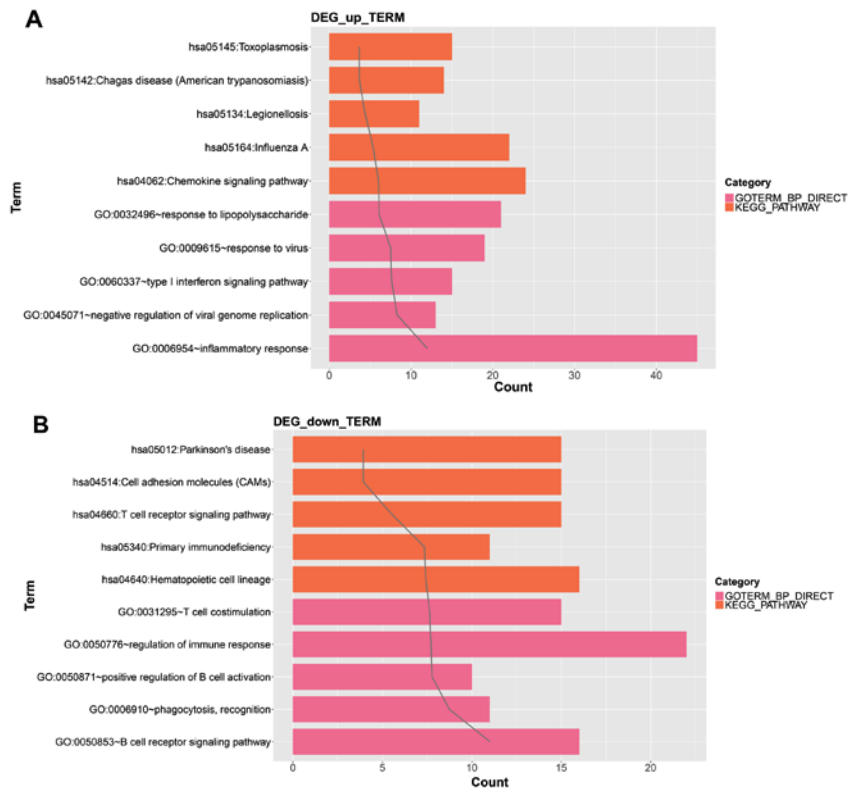 A
DEG_up_TERM
hsa05145:Toxoplasmosis
hsa05142:Chagas disease (American trypanosomiasis)
hsa05134:Legionellosis
hsa05164:Influenza A
hsa04062:Chemokine signaling pathway
GO:0032496~response to lipopolysaccharide
GO:0009615~response to virus
GO:0060337~type I interferon signaling pathway
GO:0045071~negative regulation of viral genome replication
GO:0006954~inflammatory response
Term
0 10 20 30 40
Count
Category
GOTERM_BP_DIRECT
KEGG_PATHWAY
B
DEG_down_TERM
hsa05012:Parkinson's disease
hsa04514:Cell adhesion molecules (CAMs)
hsa04660:T cell receptor signaling pathway
hsa05340:Primary immunodeficiency
hsa04640:Hematopoietic cell lineage
GO:0031295~T cell costimulation
GO:0050776~regulation of immune response
GO:0050871~positive regulation of B cell activation
GO:0006910~phagocytosis, recognition
GO:0050853~B cell receptor signaling pathway
Term
0 5 10 15 20
Count
Category
GOTERM_BP_DIRECT
KEGG_PATHWAY